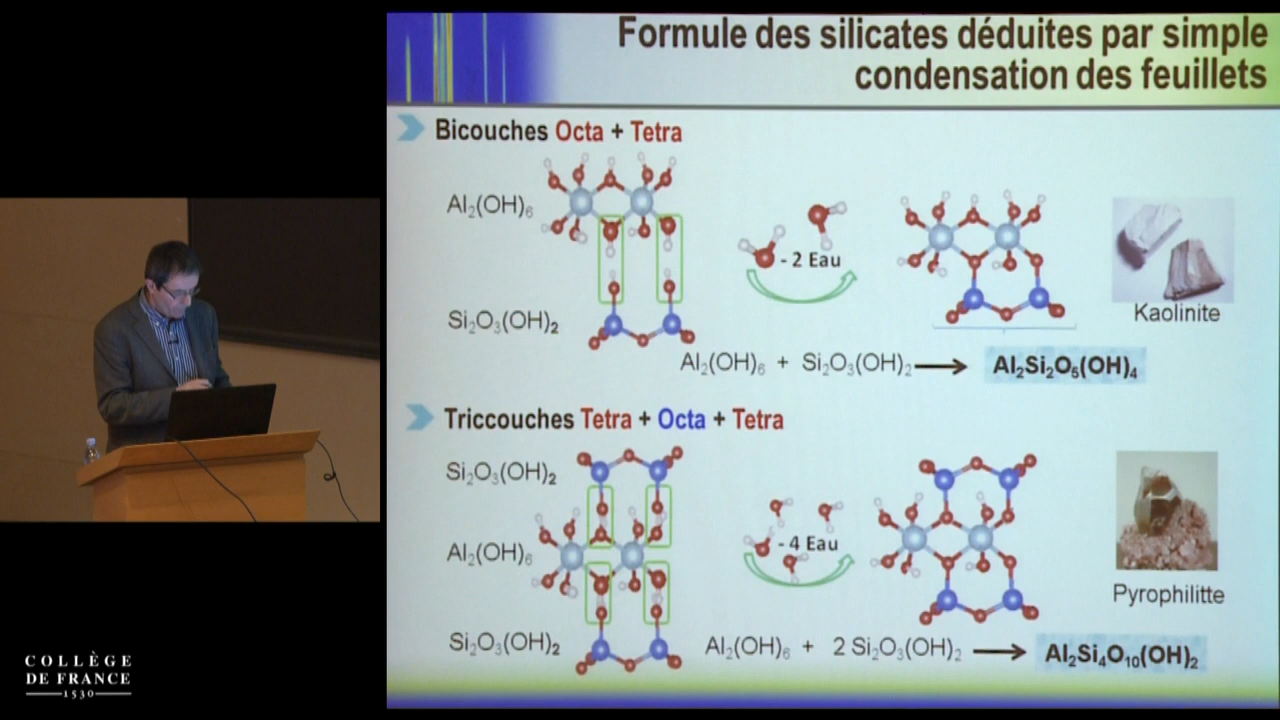 Formule des silicates déduites par simple
condensation des feuillets
Bicouches Octa + Tetra
Al₂(OH)₆
- 2 Eau
Si₂O₃(OH)₂
Kaolinite
Al₂(OH)₆ + Si₂O₃(OH)₂ → Al₂Si₂O₅(OH)₄
Triccouches Tetra + Octa + Tetra
Si₂O₃(OH)₂
Al₂(OH)₆
- 4 Eau
Pyrophilitte
Si₂O₃(OH)₂
Al₂(OH)₆ + 2 Si₂O₃(OH)₂ → Al₂Si₄O₁₀(OH)₂
COLLÈGE
DE FRANCE
1530